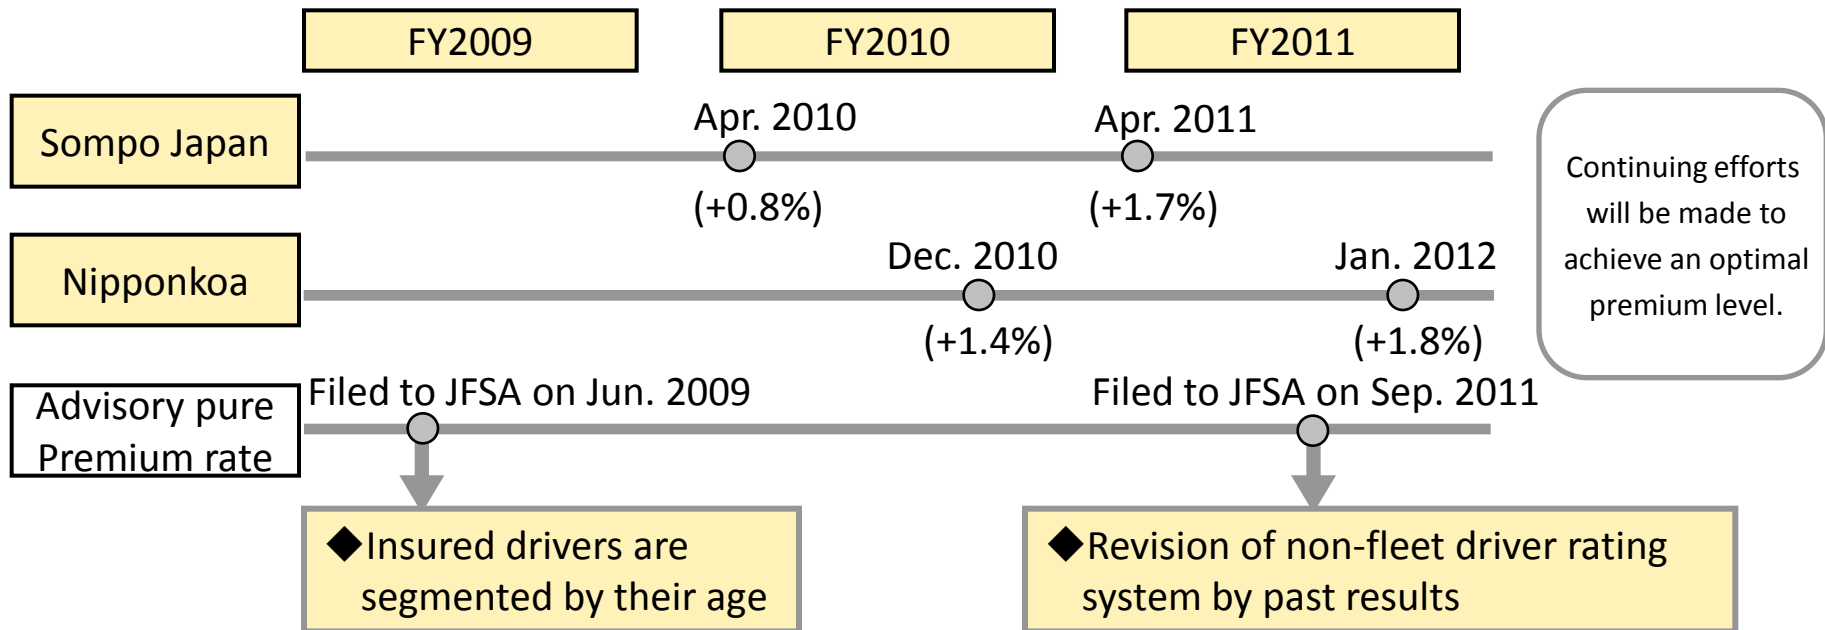 FY2009
FY2010
FY2011
Sompo Japan
Apr. 2010
Apr. 2011
(+0.8%)
(+1.7%)
Nipponkoa
Dec. 2010
Jan. 2012
(+1.4%)
(+1.8%)
Continuing efforts
will be made to
achieve an optimal
premium level.
Advisory pure
Premium rate
Filed to JFSA on Jun. 2009
Filed to JFSA on Sep. 2011
◆Insured drivers are
segmented by their age
◆Revision of non-fleet driver rating
system by past results